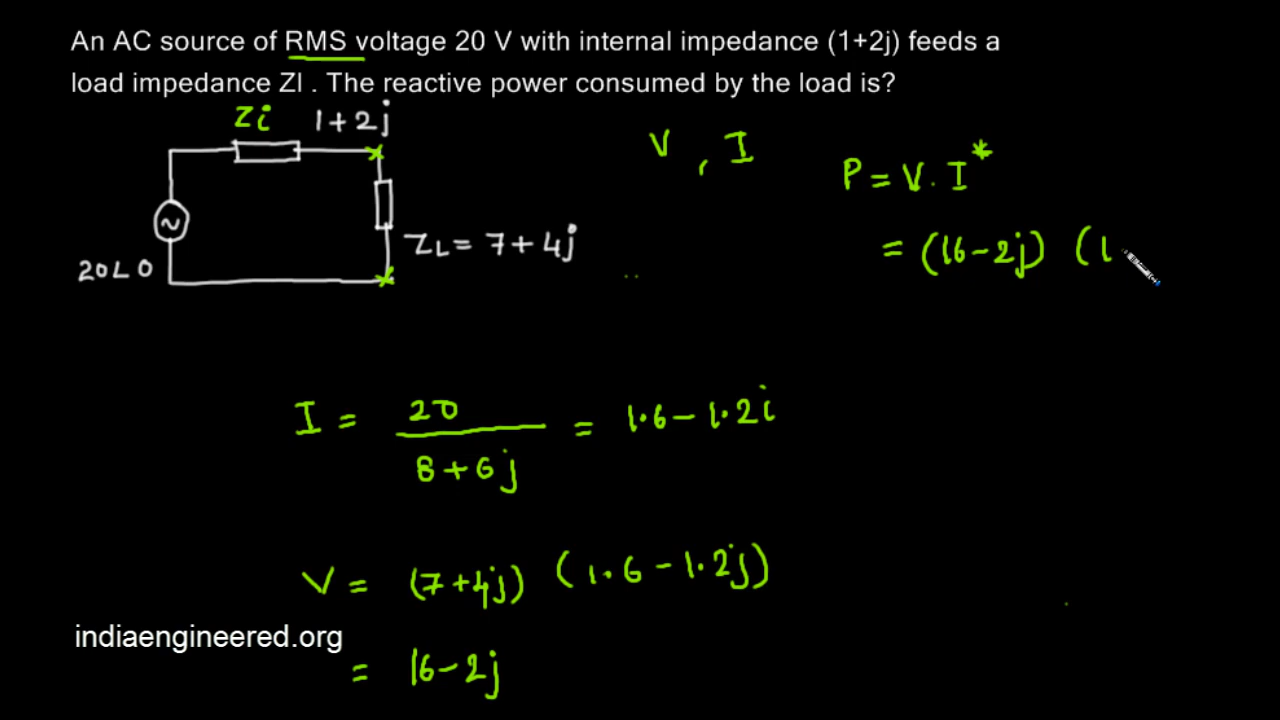 An AC source of RMS voltage 20 V with internal impedance (1+2j) feeds a
load impedance Zl . The reactive power consumed by the load is?
Zi 1+2j
V , I
P = V. I*
ZL = 7+4j
= (16-2j) (1
20∠0
I = 20 / 8+6j = 1.6-1.2i
V = (7+4j) (1.6-1.2j)
indiaengineered.org
= 16-2j